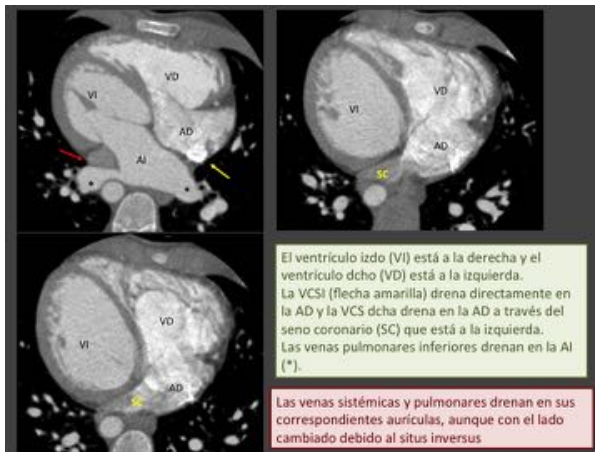 VI
VD
AD
AI
*
*
VI
VD
AD
SC
VI
VD
AD
SC
El ventrículo izdo (VI) está a la derecha y el
ventrículo dcho (VD) está a la izquierda.
La VCSI (flecha amarilla) drena directamente en
la AD y la VCS dcha drena en la AD a través del
seno coronario (SC) que está a la izquierda.
Las venas pulmonares inferiores drenan en la AI
(*).
Las venas sistémicas y pulmonares drenan en sus
correspondientes aurículas, aunque con el lado
cambiado debido al situs inversus